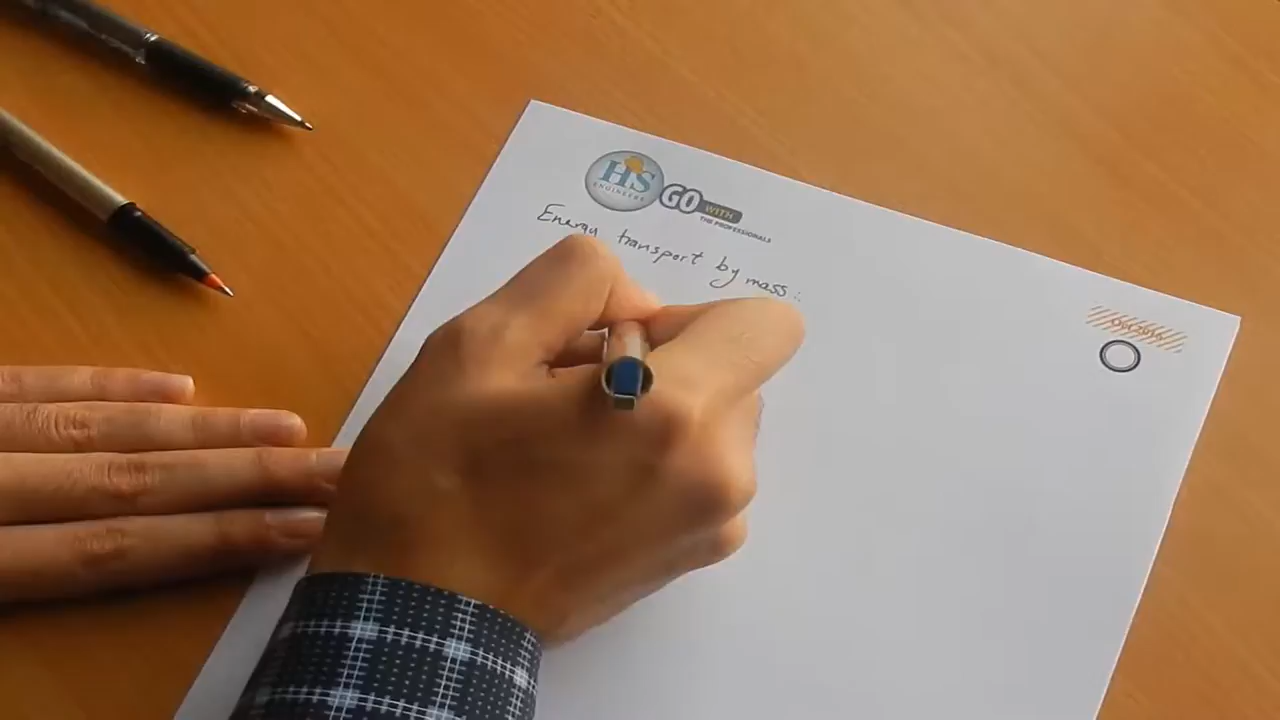 HS
ENGINEERS
GO WITH
THE PROFESSIONALS
Energy transport by mass :